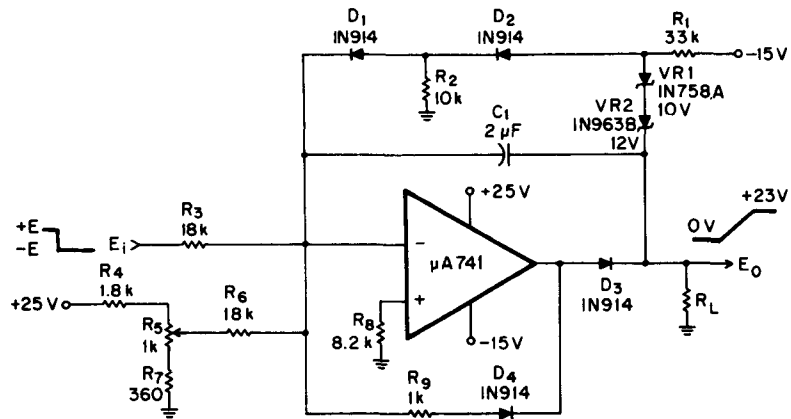 D1
1N914
D2
1N914
R1
33k
-15V
R2
10k
VR1
1N758,A
10V
VR2
1N963B
12V
C1
2 µF
+25V
+23V
0V
+E
-E
Ei
R3
18k
µA741
-
+
Eo
D3
1N914
RL
R4
1.8k
+25V
R5
1k
R6
18k
R7
360
R8
8.2k
-15V
R9
1k
D4
1N914